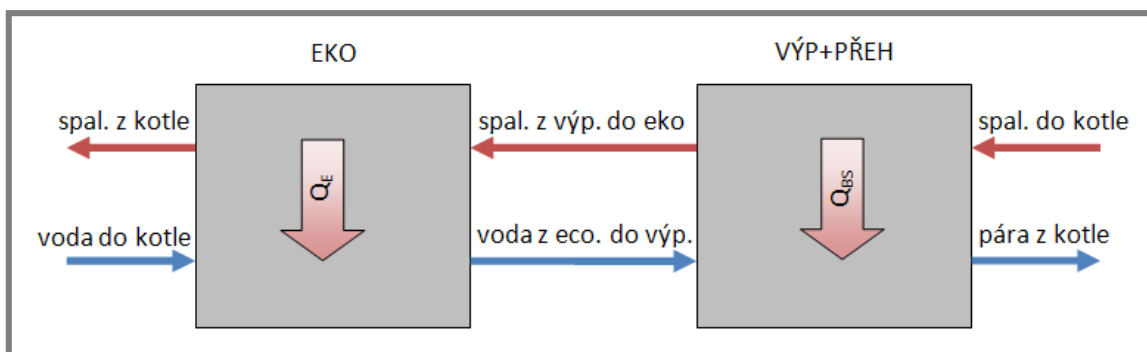 EKO
VÝP+PŘEH
spal. z kotle
spal. z výp. do eko
spal. do kotle
Q_E
Q_BS
voda do kotle
voda z eco. do výp.
pára z kotle